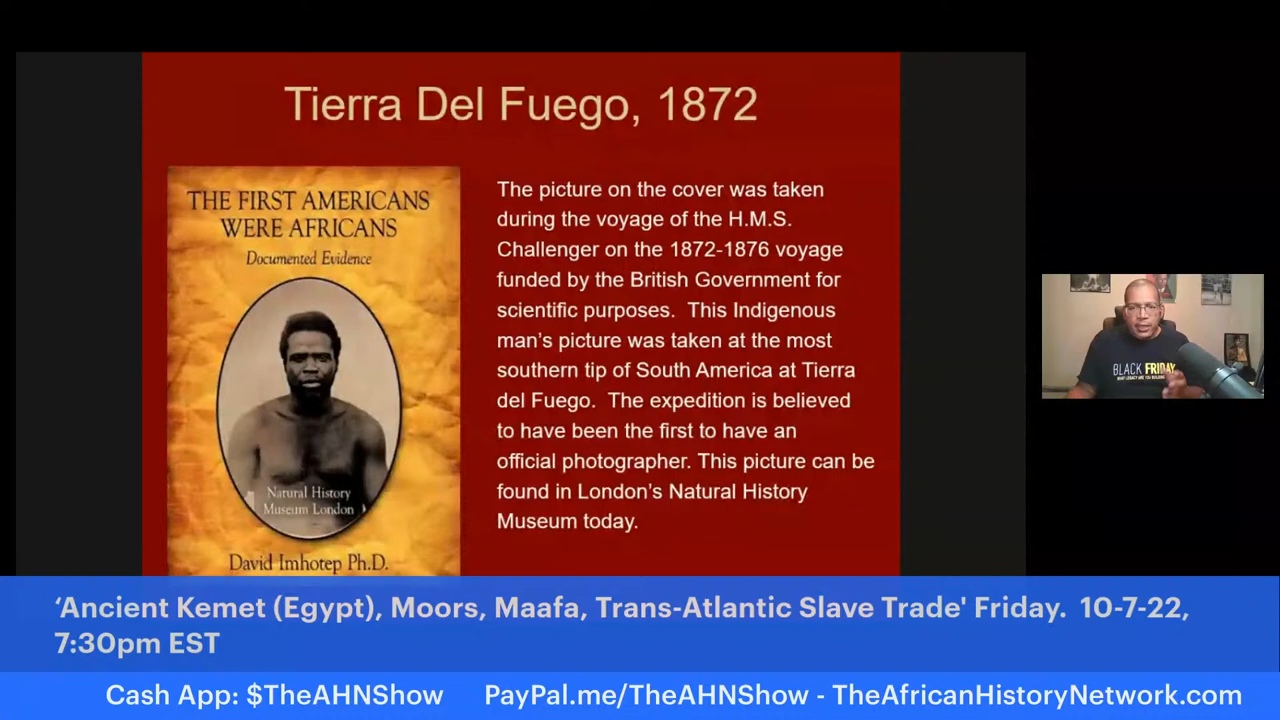 Tierra Del Fuego, 1872
THE FIRST AMERICANS
WERE AFRICANS
Documented Evidence
Natural History
Museum London
David Imhotep Ph.D.
The picture on the cover was taken
during the voyage of the H.M.S.
Challenger on the 1872-1876 voyage
funded by the British Government for
scientific purposes. This Indigenous
man's picture was taken at the most
southern tip of South America at Tierra
del Fuego. The expedition is believed
to have been the first to have an
official photographer. This picture can be
found in London's Natural History
Museum today.
BLACK FRIDAY
‘Ancient Kemet (Egypt), Moors, Maafa, Trans-Atlantic Slave Trade' Friday. 10-7-22,
7:30pm EST
Cash App: $TheAHNShow PayPal.me/TheAHNShow - TheAfricanHistoryNetwork.com